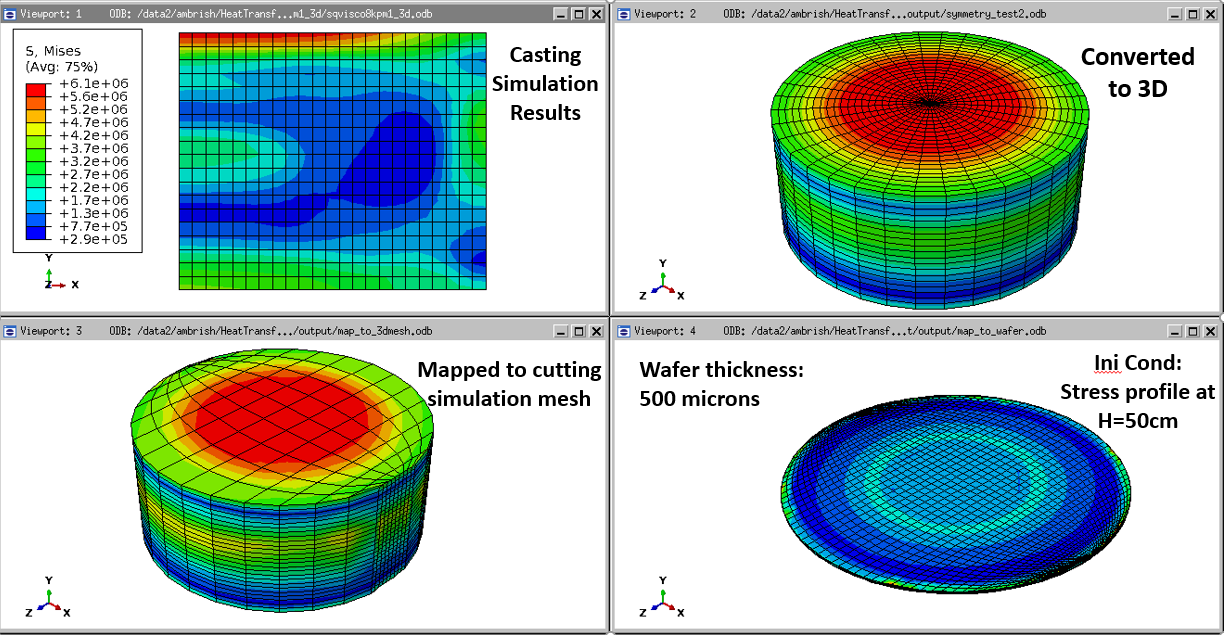 Viewport: 1 ODB: /data2/ambrish/HeatTransf...m1_3d/sqvisco8kpm1_3d.odb
S, Mises
(Avg: 75%)
+6.1e+06
+5.6e+06
+5.2e+06
+4.7e+06
+4.2e+06
+3.7e+06
+3.2e+06
+2.7e+06
+2.2e+06
+1.7e+06
+1.3e+06
+7.7e+05
+2.9e+05
Y
Z X
Casting
Simulation
Results
Viewport: 2 ODB: /data2/ambrish/HeatTransf...output/symmetry_test2.odb
Converted
to 3D
Y
Z X
Viewport: 3 ODB: /data2/ambrish/HeatTransf.../output/map_to_3dmesh.odb
Mapped to cutting
simulation mesh
Y
Z X
Viewport: 4 ODB: /data2/ambrish/HeatTransf...t/output/map_to_wafer.odb
Wafer thickness:
500 microns
Ini Cond:
Stress profile at
H=50cm
Y
Z X